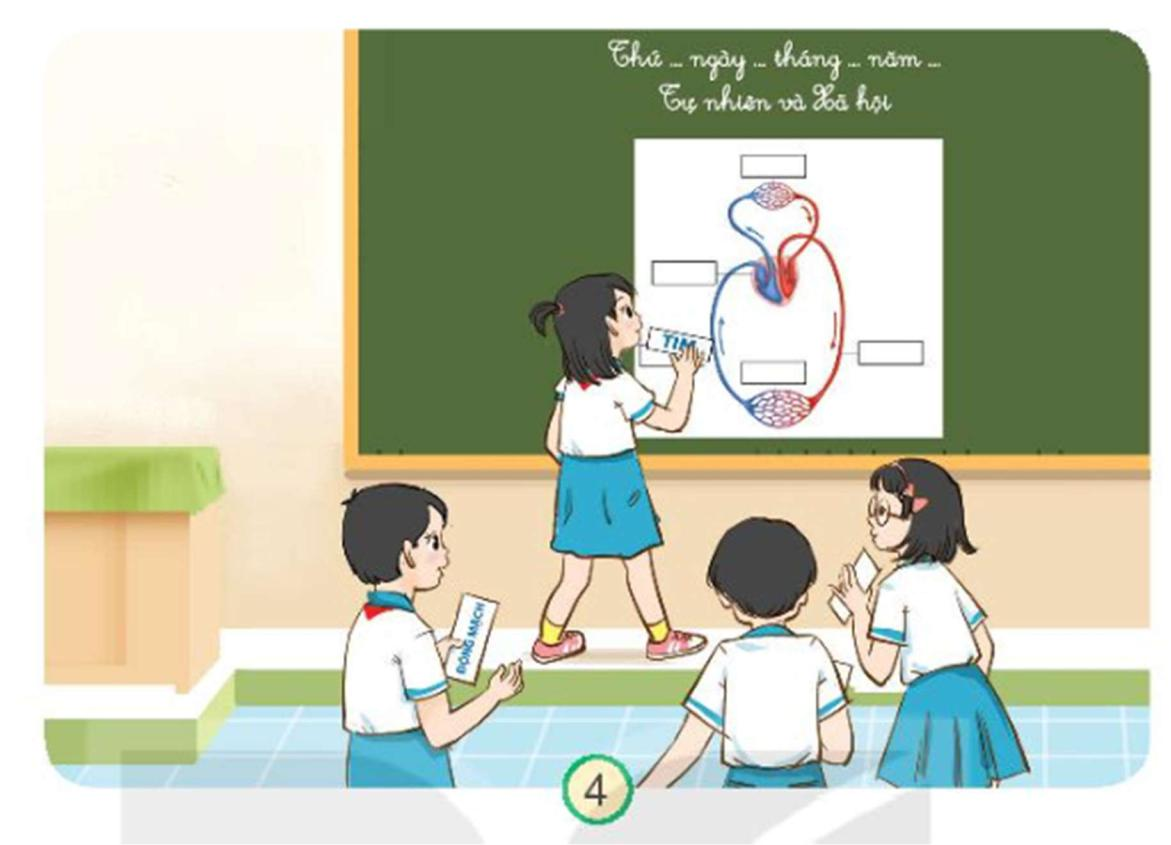 Thứ ... ngày ... tháng ... năm ...
Tự nhiên và Xã hội
TIM
ĐỘNG MẠCH
4